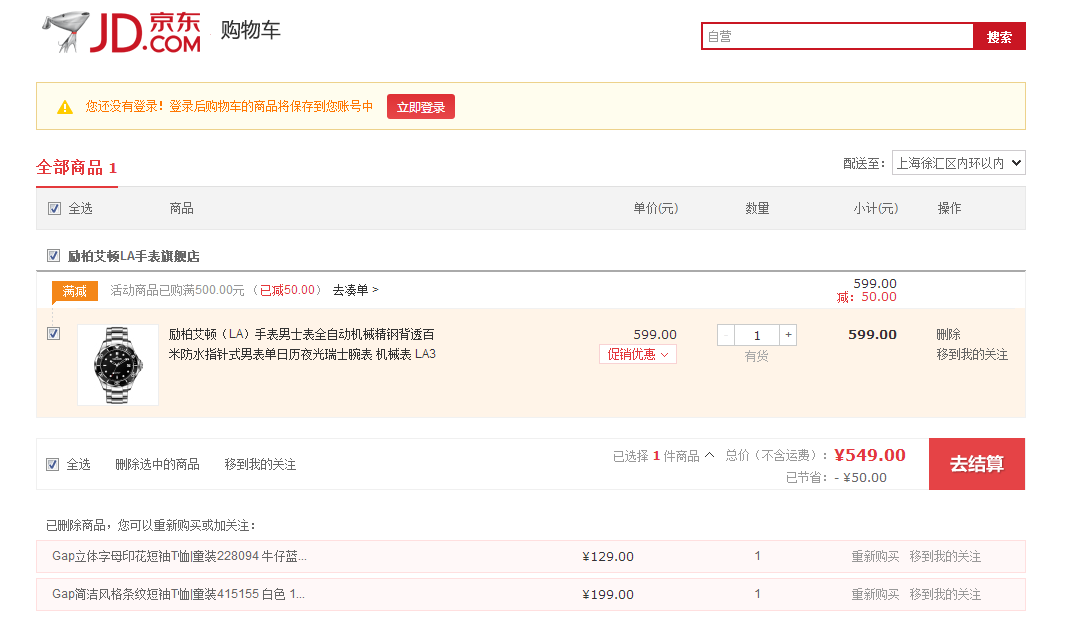 JD.COM 京东 购物车
自营 搜索
您还没有登录！登录后购物车的商品将保存到您账号中 立即登录
全部商品 1
配送至： 上海徐汇区内环以内
全选 商品 单价(元) 数量 小计(元) 操作
励柏艾顿LA手表旗舰店
满减 活动商品已购满500.00元 （已减50.00） 去凑单 > 599.00
减：50.00
励柏艾顿（LA）手表男士表全自动机械精钢背透百 599.00 - 1 + 599.00 删除
米防水指针式男表单日历夜光瑞士腕表 机械表 LA3 促销优惠 有货 移到我的关注
全选 删除选中的商品 移到我的关注 已选择 1 件商品 总价（不含运费）：¥549.00 去结算
已节省：- ¥50.00
已删除商品，您可以重新购买或加关注：
Gap立体字母印花短袖T恤|童装228094 牛仔蓝... ¥129.00 1 重新购买 移到我的关注
Gap简洁风格条纹短袖T恤|童装415155 白色 1... ¥199.00 1 重新购买 移到我的关注